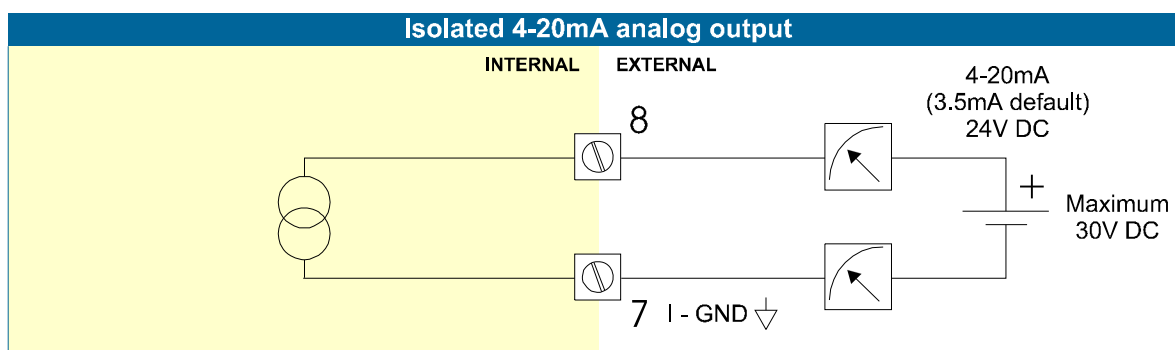 Isolated 4-20mA analog output
INTERNAL EXTERNAL
4-20mA
(3.5mA default)
24V DC
8
+
Maximum
30V DC
7 I - GND